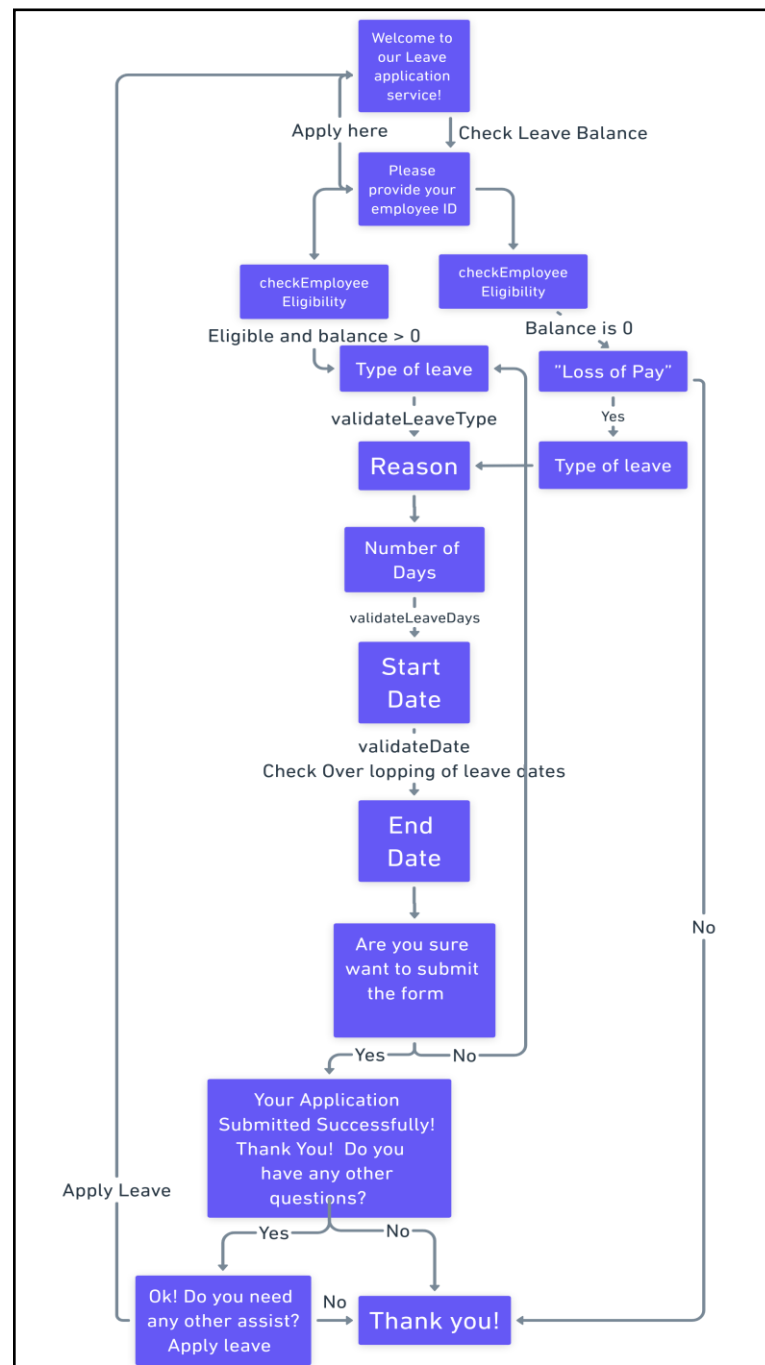 Welcome to
our Leave
application
service!
Apply here
Check Leave Balance
Please
provide your
employee ID
checkEmployee
Eligibility
checkEmployee
Eligibility
Eligible and balance > 0
Balance is 0
Type of leave
"Loss of Pay"
validateLeaveType
Yes
Reason
Type of leave
Number of
Days
validateLeaveDays
Start
Date
validateDate
Check Over lopping of leave dates
End
Date
No
Are you sure
want to submit
the form
Yes
No
Your Application
Submitted Successfully!
Thank You! Do you
have any other
questions?
Apply Leave
Yes
No
Ok! Do you need
any other assist?
Apply leave
No
Thank you!